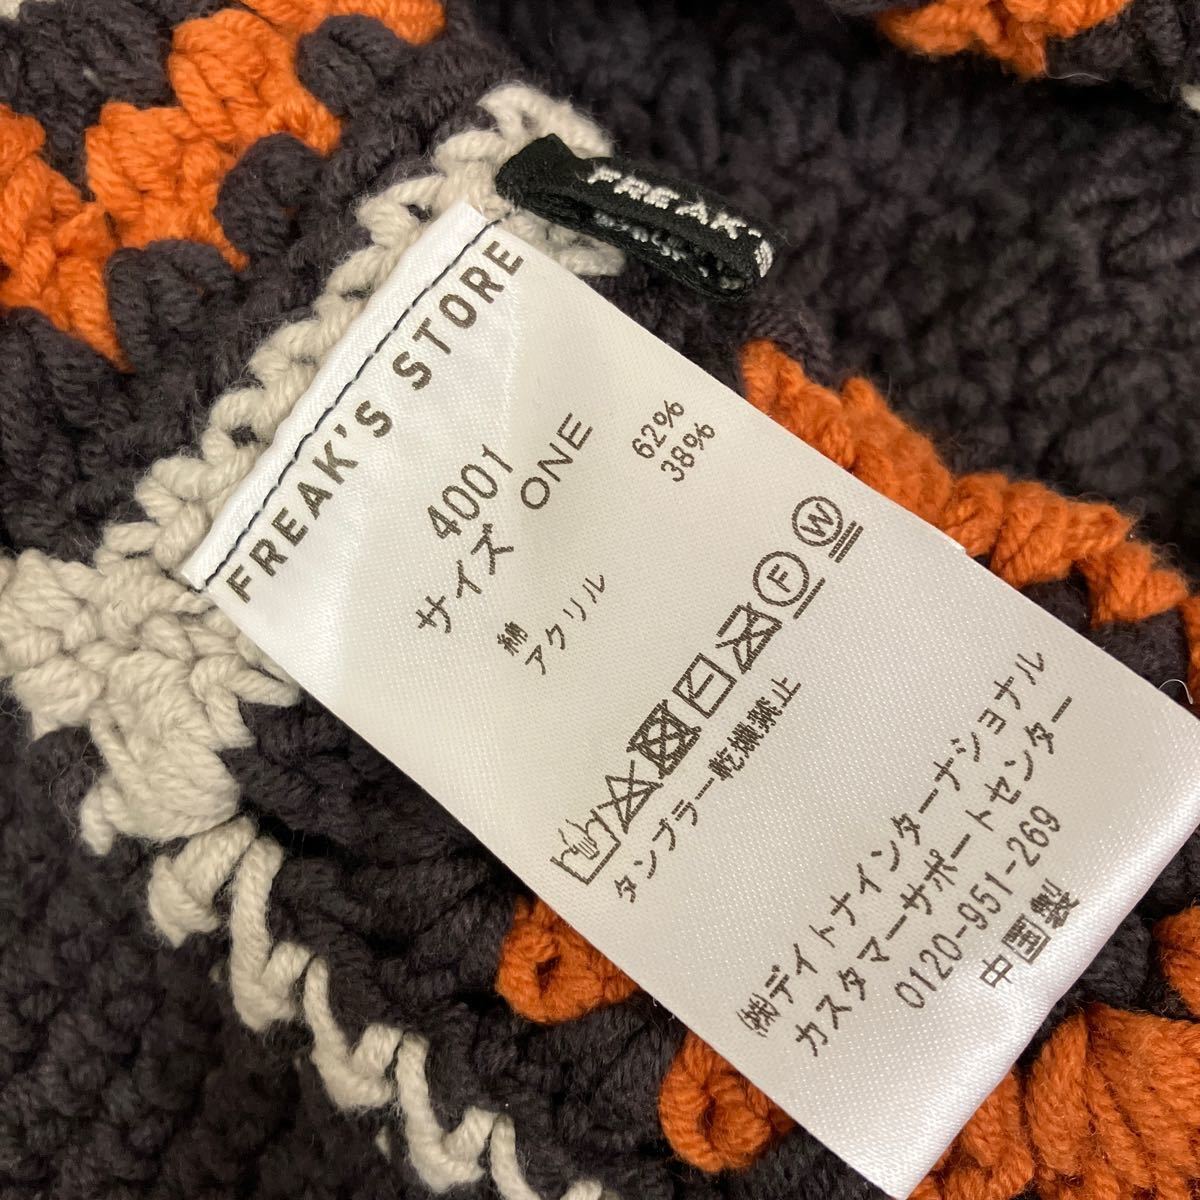 FREAK'S
FREAK'S STORE
40001
サイズ ONE
綿 62%
アクリル 38%
F
W
タンブラー乾燥禁止
㈱デイトナインターナショナル
カスタマーサポートセンター
0120-951-269
中国製